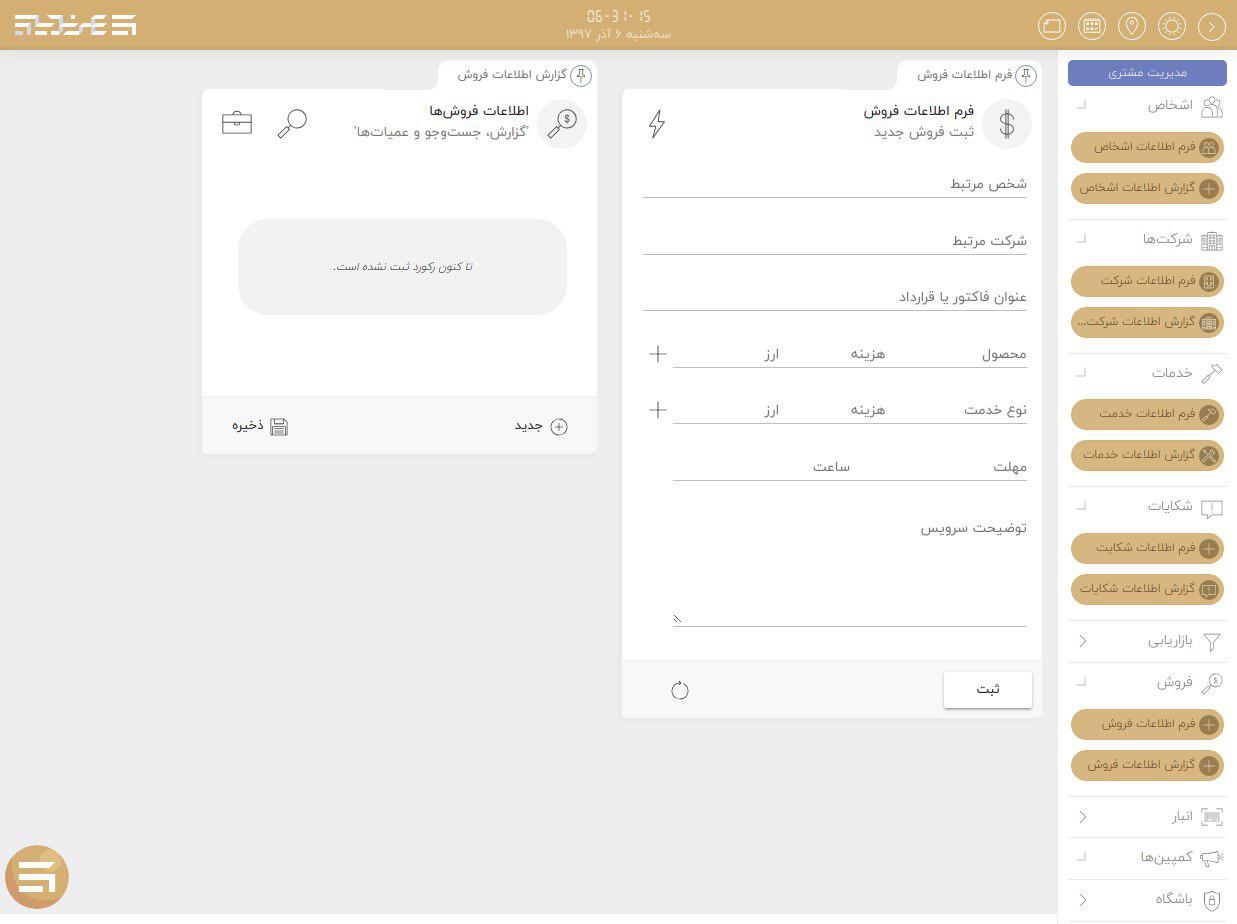 06-31-15
سه‌شنبه ۶ آذر ۱۳۹۷
مدیریت مشتری
اشخاص
فرم اطلاعات اشخاص
گزارش اطلاعات اشخاص
شرکت‌ها
فرم اطلاعات شرکت
گزارش اطلاعات شرکت...
خدمات
فرم اطلاعات خدمت
گزارش اطلاعات خدمات
شکایات
فرم اطلاعات شکایت
گزارش اطلاعات شکایات
بازاریابی
فروش
فرم اطلاعات فروش
گزارش اطلاعات فروش
انبار
کمپین‌ها
باشگاه
فرم اطلاعات فروش
فرم اطلاعات فروش
ثبت فروش جدید
شخص مرتبط
شرکت مرتبط
عنوان فاکتور یا قرارداد
محصول هزینه ارز
نوع خدمت هزینه ارز
مهلت ساعت
توضیحت سرویس
ثبت
گزارش اطلاعات فروش
اطلاعات فروش‌ها
'گزارش، جست‌وجو و عمیات‌ها'
تا کنون رکورد ثبت نشده است.
جدید ذخیره